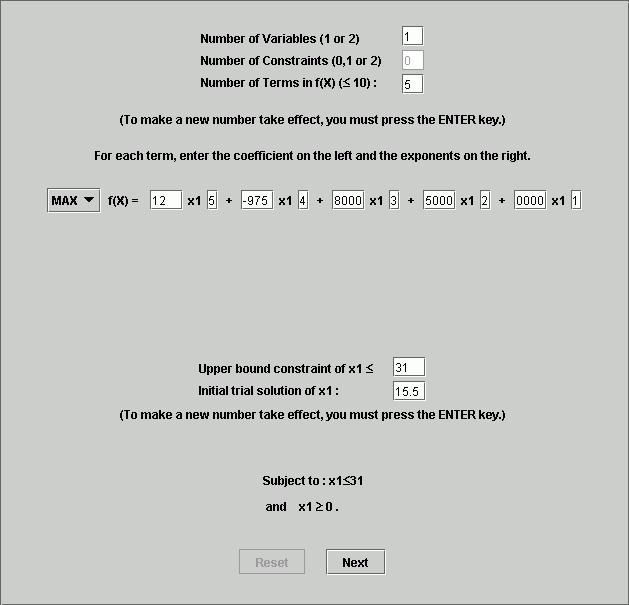 Number of Variables (1 or 2) 1
Number of Constraints (0,1 or 2) 0
Number of Terms in f(X) (≤ 10) : 5
(To make a new number take effect, you must press the ENTER key.)
For each term, enter the coefficient on the left and the exponents on the right.
MAX f(X) = 12 x1 5 + -975 x1 4 + 8000 x1 3 + 5000 x1 2 + 0000 x1 1
Upper bound constraint of x1 ≤ 31
Initial trial solution of x1 : 15.5
(To make a new number take effect, you must press the ENTER key.)
Subject to : x1≤31
and x1 ≥ 0 .
Reset Next